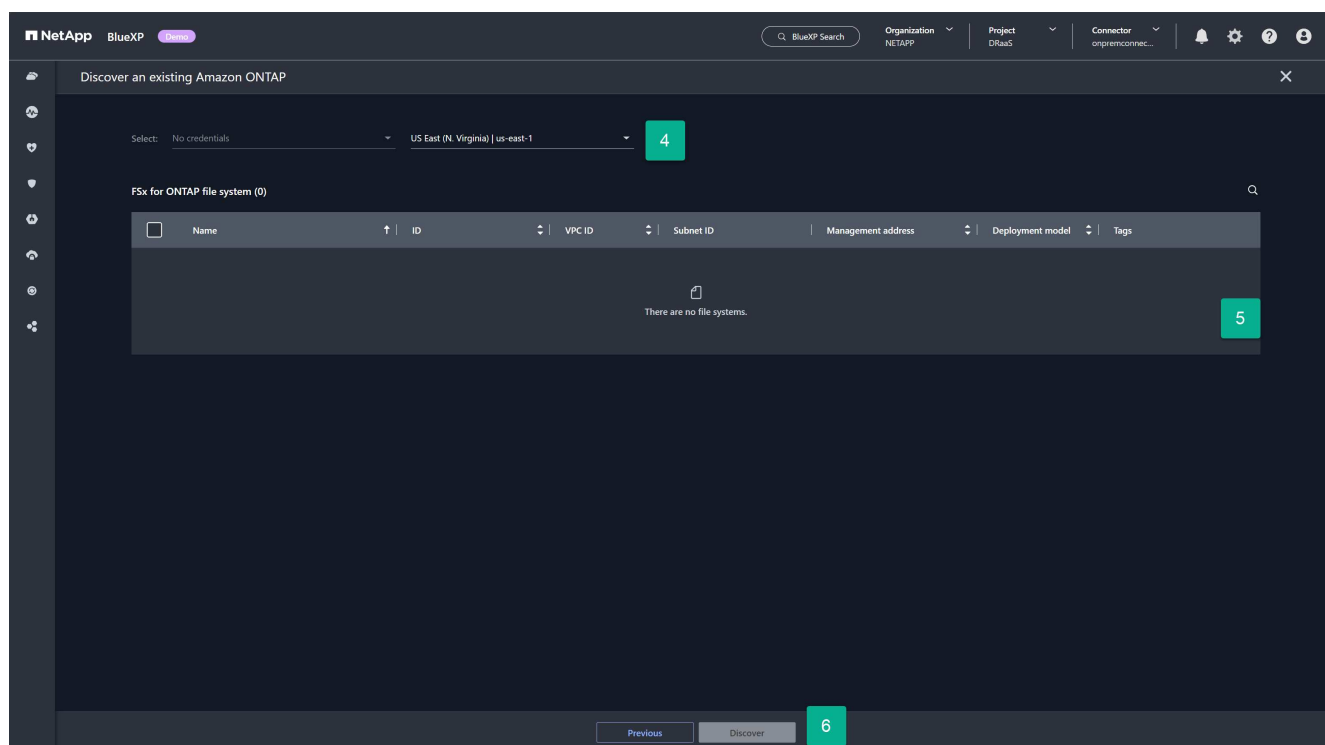 NetApp BlueXP Demo
BlueXP Search
Organization
NETAPP
Project
DRaaS
Connector
onpremconnec...
Discover an existing Amazon ONTAP
Select: No credentials
US East (N. Virginia) | us-east-1
4
FSx for ONTAP file system (0)
Name ID VPC ID Subnet ID Management address Deployment model Tags
There are no file systems.
5
Previous Discover
6